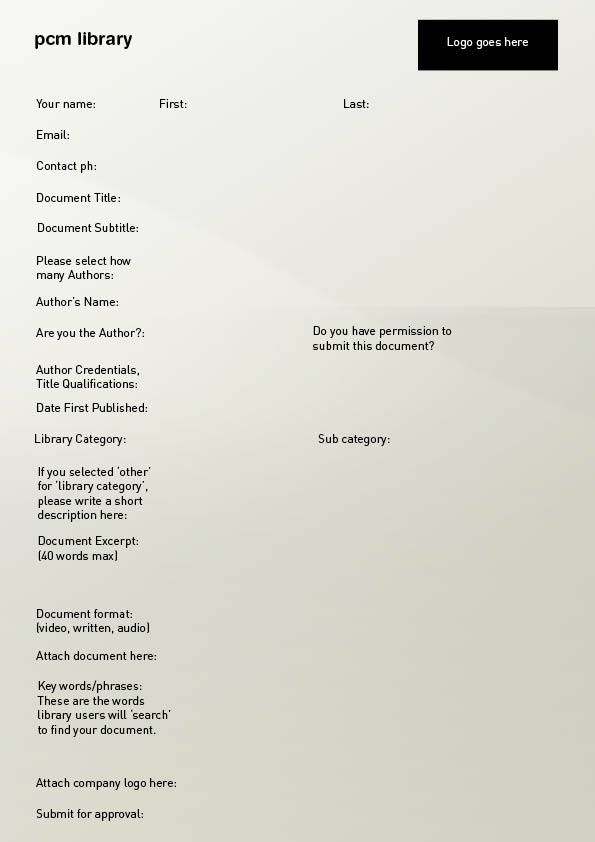 pcm library
Logo goes here
Your name: First: Last:
Email:
Contact ph:
Document Title:
Document Subtitle:
Please select how
many Authors:
Author's Name:
Are you the Author?:
Do you have permission to
submit this document?
Author Credentials,
Title Qualifications:
Date First Published:
Library Category: Sub category:
If you selected 'other'
for 'library category',
please write a short
description here:
Document Excerpt:
(40 words max)
Document format:
(video, written, audio)
Attach document here:
Key words/phrases:
These are the words
library users will 'search'
to find your document.
Attach company logo here:
Submit for approval: